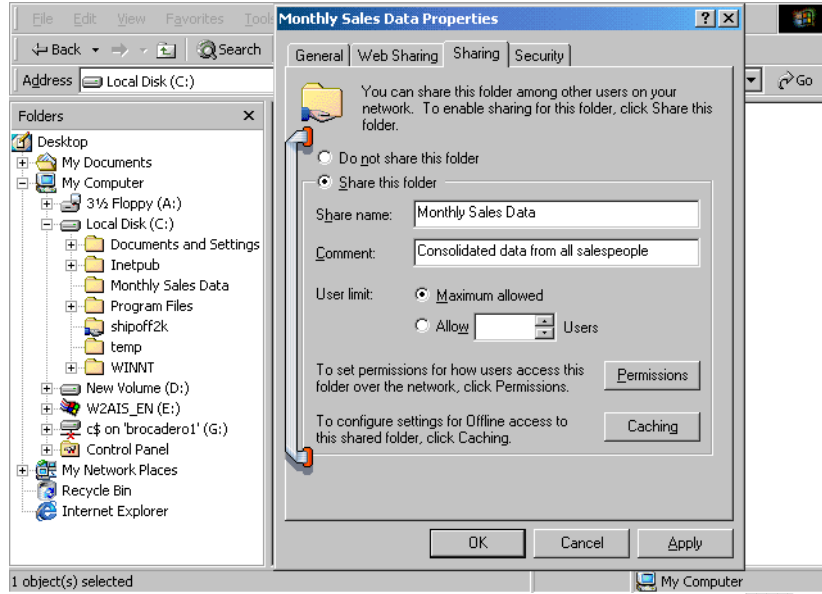 File Edit View Favorites Tools
Monthly Sales Data Properties
Back
Search
Address
Local Disk (C:)
Go
General
Web Sharing
Sharing
Security
You can share this folder among other users on your
network. To enable sharing for this folder, click Share this
folder.
Do not share this folder
Share this folder
Share name:
Monthly Sales Data
Comment:
Consolidated data from all salespeople
User limit:
Maximum allowed
Allow
Users
To set permissions for how users access this
folder over the network, click Permissions.
Permissions
To configure settings for Offline access to
this shared folder, click Caching.
Caching
OK
Cancel
Apply
Folders
Desktop
My Documents
My Computer
3½ Floppy (A:)
Local Disk (C:)
Documents and Settings
Inetpub
Monthly Sales Data
Program Files
shipoff2k
temp
WINNT
New Volume (D:)
W2AIS_EN (E:)
c$ on 'brocadero1' (G:)
Control Panel
My Network Places
Recycle Bin
Internet Explorer
1 object(s) selected
My Computer